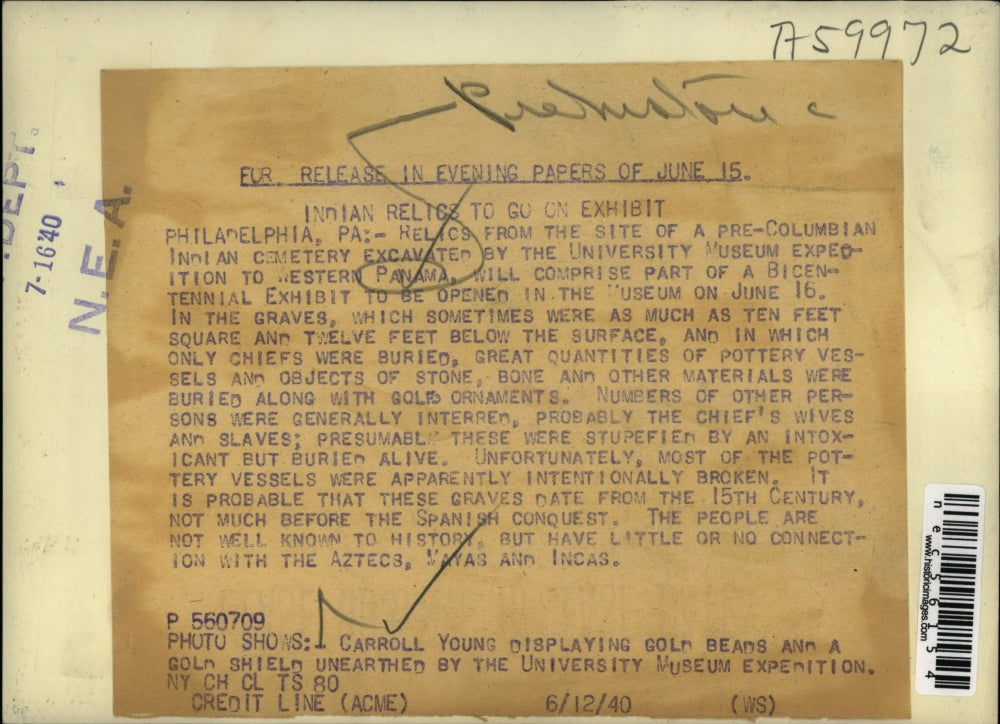 A59972
Prehistoric
FOR RELEASE IN EVENING PAPERS OF JUNE 15.
INDIAN RELICS TO GO ON EXHIBIT
PHILADELPHIA, PA:- RELICS FROM THE SITE OF A PRE-COLUMBIAN
INDIAN CEMETERY EXCAVATED BY THE UNIVERSITY MUSEUM EXPED-
ITION TO WESTERN PANAMA, WILL COMPRISE PART OF A BICEN-
TENNIAL EXHIBIT TO BE OPENED IN THE MUSEUM ON JUNE 16.
IN THE GRAVES, WHICH SOMETIMES WERE AS MUCH AS TEN FEET
SQUARE AND TWELVE FEET BELOW THE SURFACE, AND IN WHICH
ONLY CHIEFS WERE BURIED, GREAT QUANTITIES OF POTTERY VES-
SELS AND OBJECTS OF STONE, BONE AND OTHER MATERIALS WERE
BURIED ALONG WITH GOLD ORNAMENTS. NUMBERS OF OTHER PER-
SONS WERE GENERALLY INTERRED, PROBABLY THE CHIEF'S WIVES
AND SLAVES; PRESUMABLY THESE WERE STUPEFIED BY AN INTOX-
ICANT BUT BURIED ALIVE. UNFORTUNATELY, MOST OF THE POT-
TERY VESSELS WERE APPARENTLY INTENTIONALLY BROKEN. IT
IS PROBABLE THAT THESE GRAVES DATE FROM THE 15TH CENTURY,
NOT MUCH BEFORE THE SPANISH CONQUEST. THE PEOPLE ARE
NOT WELL KNOWN TO HISTORY, BUT HAVE LITTLE OR NO CONNECT-
ION WITH THE AZTECS, MAYAS AND INCAS.
P 560709
PHOTO SHOWS: CARROLL YOUNG DISPLAYING GOLD BEADS AND A
GOLD SHIELD UNEARTHED BY THE UNIVERSITY MUSEUM EXPEDITION.
NY CH CL TS 80
CREDIT LINE (ACME) 6/12/40 (WS)
DEPT.
7-16'40
N.E.A.
www.historicimages.com
nec56154